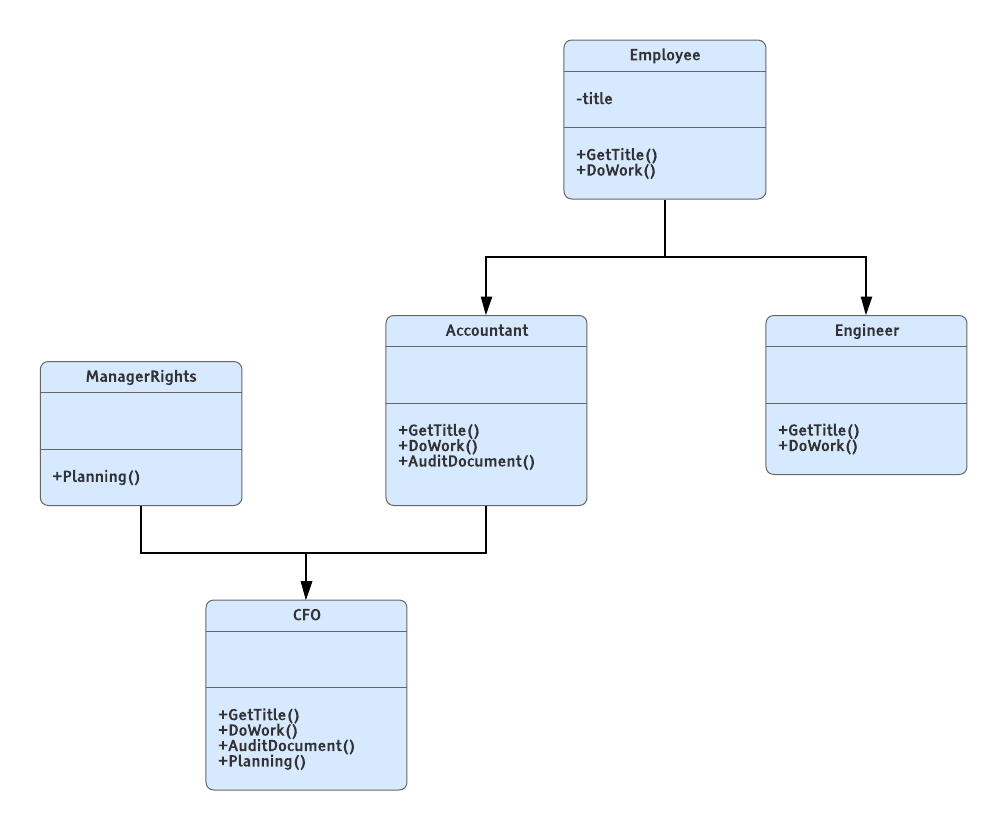 Employee
-title
+GetTitle()
+DoWork()
Accountant
+GetTitle()
+DoWork()
+AuditDocument()
Engineer
+GetTitle()
+DoWork()
ManagerRights
+Planning()
CFO
+GetTitle()
+DoWork()
+AuditDocument()
+Planning()